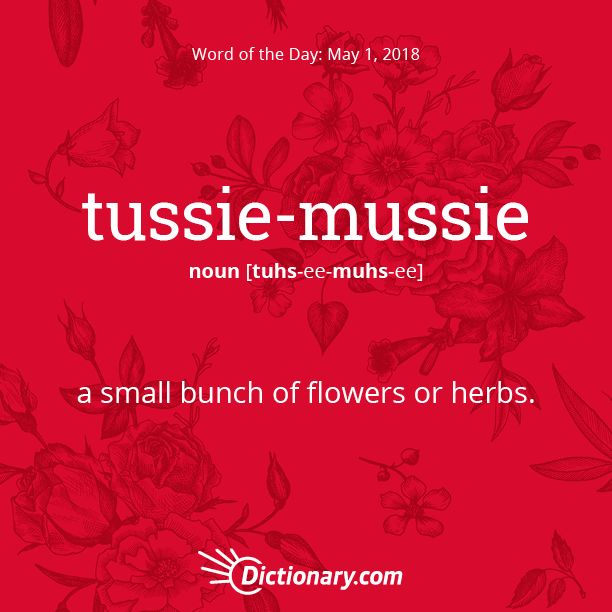 Word of the Day: May 1, 2018
tussie-mussie
noun [tuhs-ee-muhs-ee]
a small bunch of flowers or herbs.
Dictionary.com